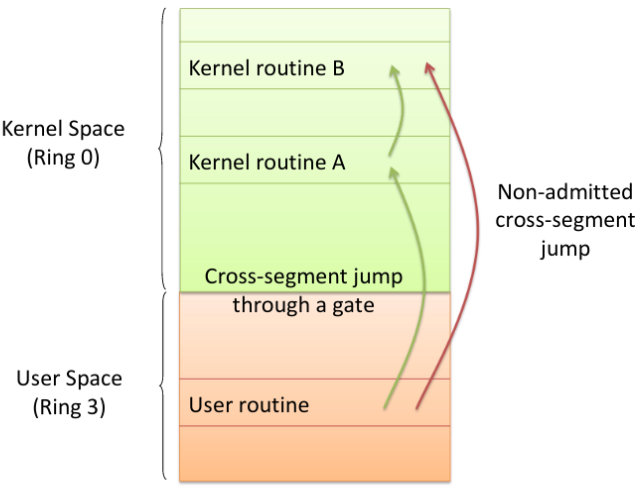 Kernel routine B
Kernel Space
(Ring 0)
Kernel routine A
Non-admitted
cross-segment
jump
Cross-segment jump
through a gate
User Space
(Ring 3)
User routine